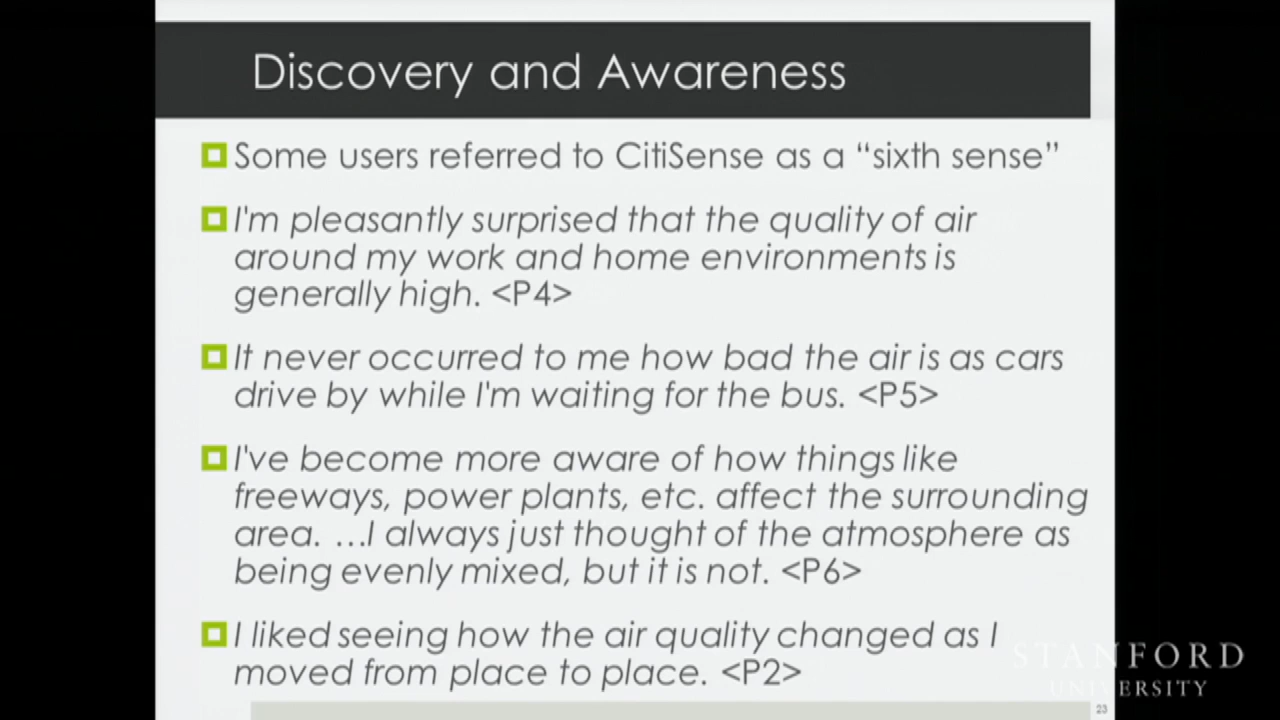 Discovery and Awareness
Some users referred to CitiSense as a “sixth sense”
I'm pleasantly surprised that the quality of air
around my work and home environments is
generally high. <P4>
It never occurred to me how bad the air is as cars
drive by while I'm waiting for the bus. <P5>
I've become more aware of how things like
freeways, power plants, etc. affect the surrounding
area. ...I always just thought of the atmosphere as
being evenly mixed, but it is not. <P6>
I liked seeing how the air quality changed as I
moved from place to place. <P2>
STANFORD
UNIVERSITY
23